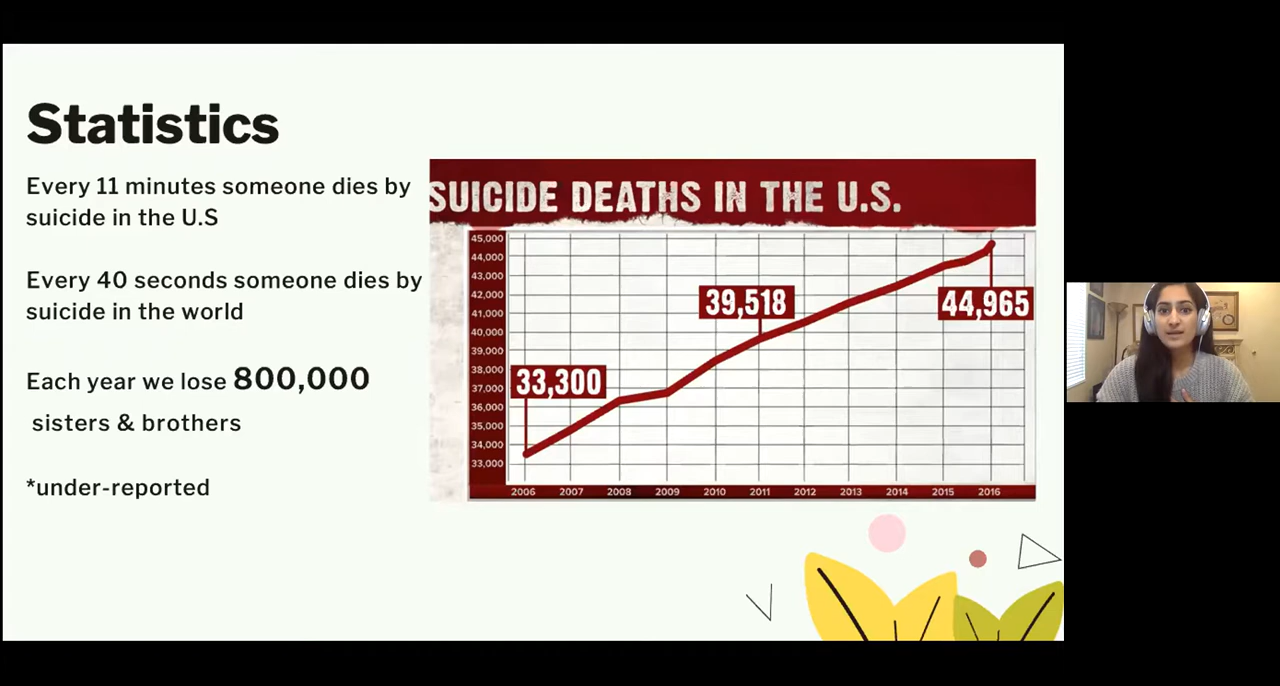 Statistics
Every 11 minutes someone dies by
suicide in the U.S
Every 40 seconds someone dies by
suicide in the world
Each year we lose 800,000
sisters & brothers
*under-reported
SUICIDE DEATHS IN THE U.S.
45,000
44,000
43,000
42,000
41,000
40,000
39,000
38,000
37,000
36,000
35,000
34,000
33,000
33,300
39,518
44,965
2006 2007 2008 2009 2010 2011 2012 2013 2014 2015 2016